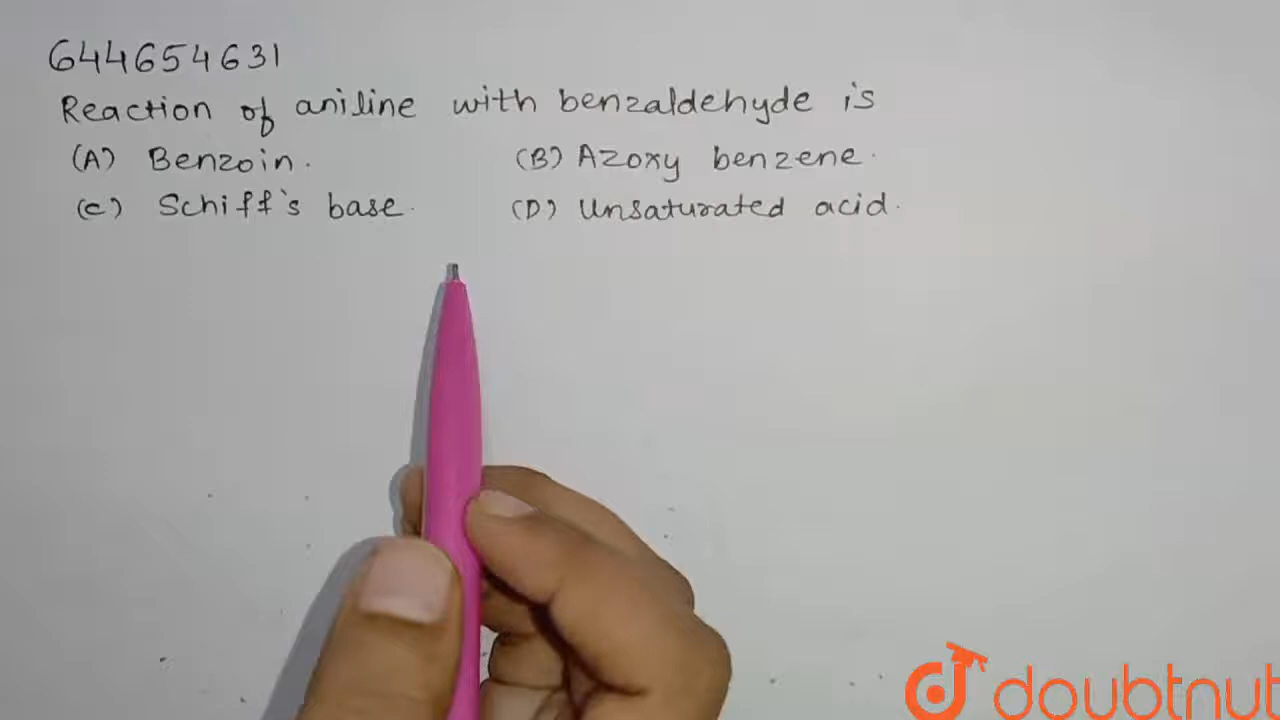 644654631
Reaction of aniline with benzaldehyde is
(A) Benzoin. (B) Azoxy benzene.
(C) Schiff's base. (D) Unsaturated acid.
doubtnut